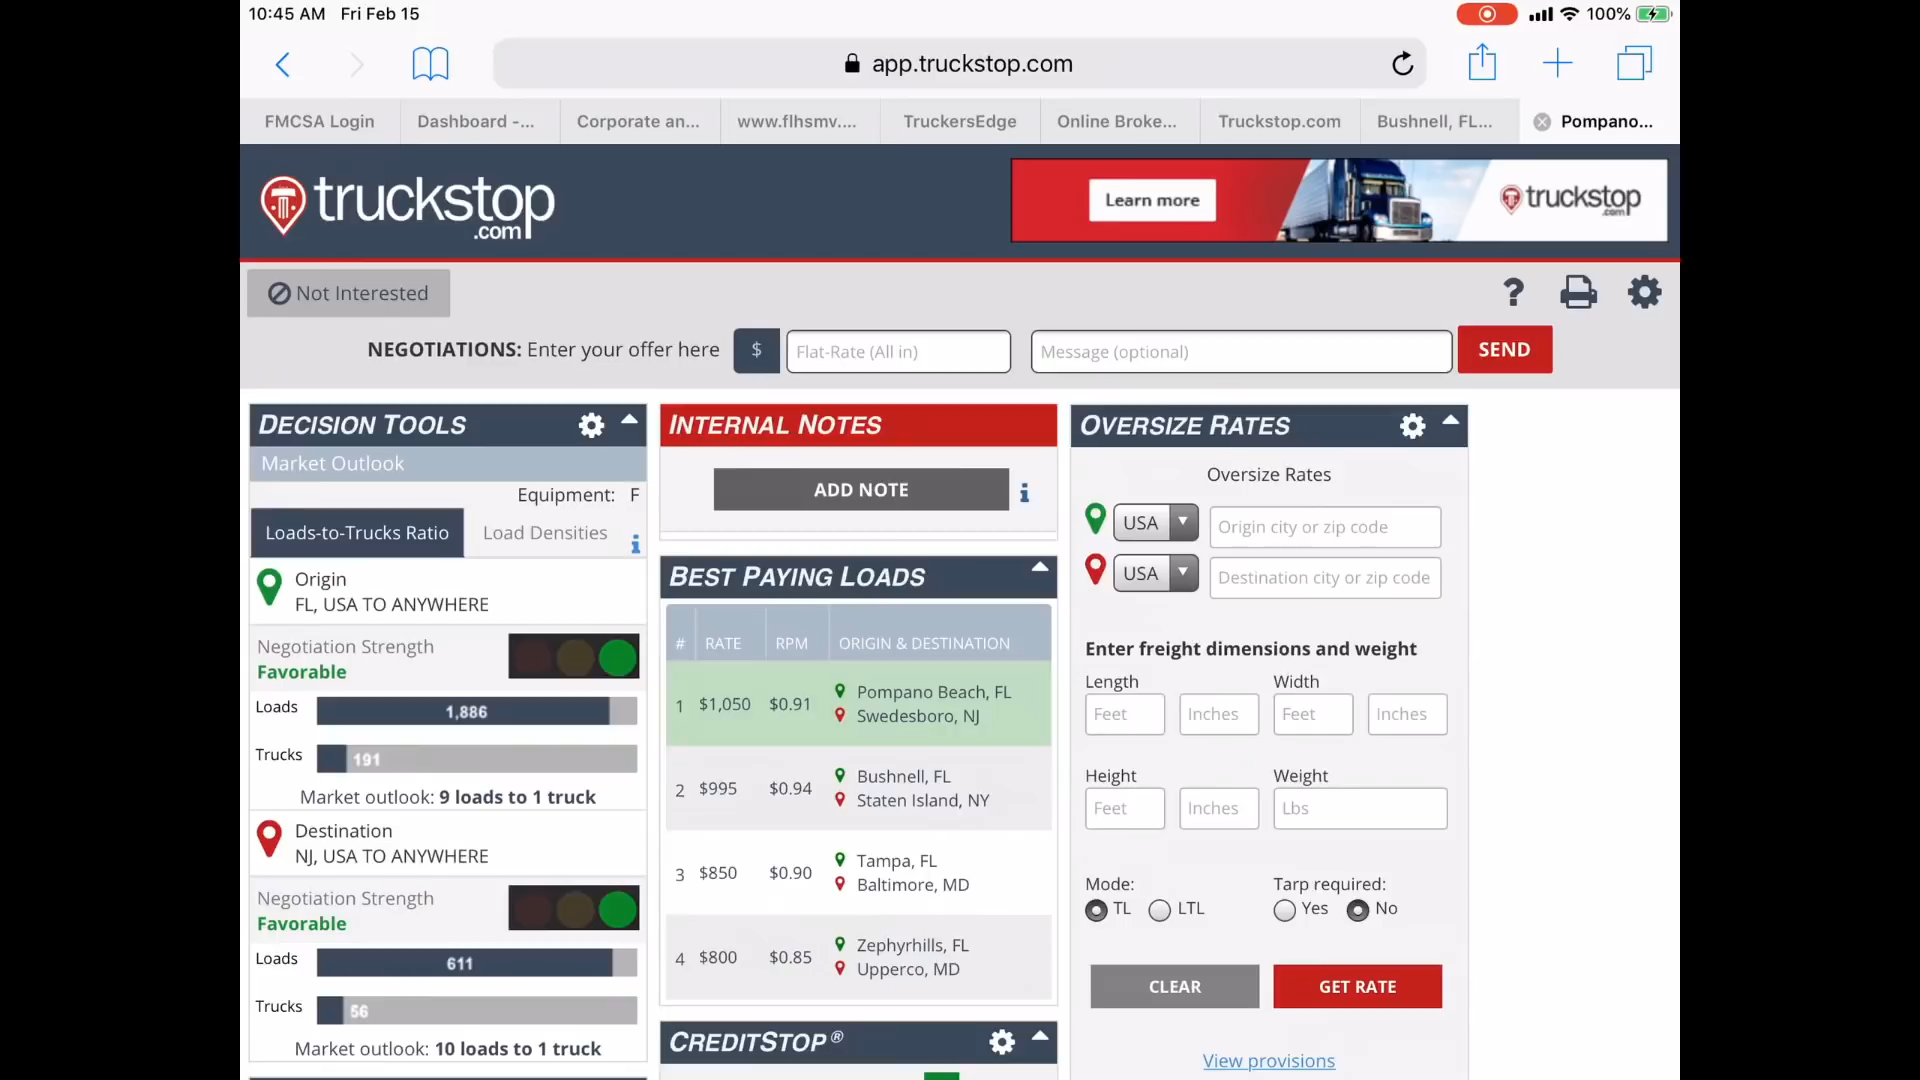 10:45 AM Fri Feb 15
100%
app.truckstop.com
FMCSA Login
Dashboard -...
Corporate an...
www.flhsmv....
TruckersEdge
Online Broke...
Truckstop.com
Bushnell, FL...
Pompano...
truckstop
.com
Learn more
truckstop
.com
Not Interested
NEGOTIATIONS: Enter your offer here
$
Flat-Rate (All in)
Message (optional)
SEND
DECISION TOOLS
Market Outlook
Equipment: F
Loads-to-Trucks Ratio
Load Densities
Origin
FL, USA TO ANYWHERE
Negotiation Strength
Favorable
Loads 1,886
Trucks 191
Market outlook: 9 loads to 1 truck
Destination
NJ, USA TO ANYWHERE
Negotiation Strength
Favorable
Loads 611
Trucks 56
Market outlook: 10 loads to 1 truck
INTERNAL NOTES
ADD NOTE
BEST PAYING LOADS
# RATE RPM ORIGIN & DESTINATION
1 $1,050 $0.91 Pompano Beach, FL
Swedesboro, NJ
2 $995 $0.94 Bushnell, FL
Staten Island, NY
3 $850 $0.90 Tampa, FL
Baltimore, MD
4 $800 $0.85 Zephyrhills, FL
Upperco, MD
CREDITSTOP®
OVERSIZE RATES
Oversize Rates
USA Origin city or zip code
USA Destination city or zip code
Enter freight dimensions and weight
Length Width
Feet Inches Feet Inches
Height Weight
Feet Inches Lbs
Mode: Tarp required:
TL LTL Yes No
CLEAR GET RATE
View provisions